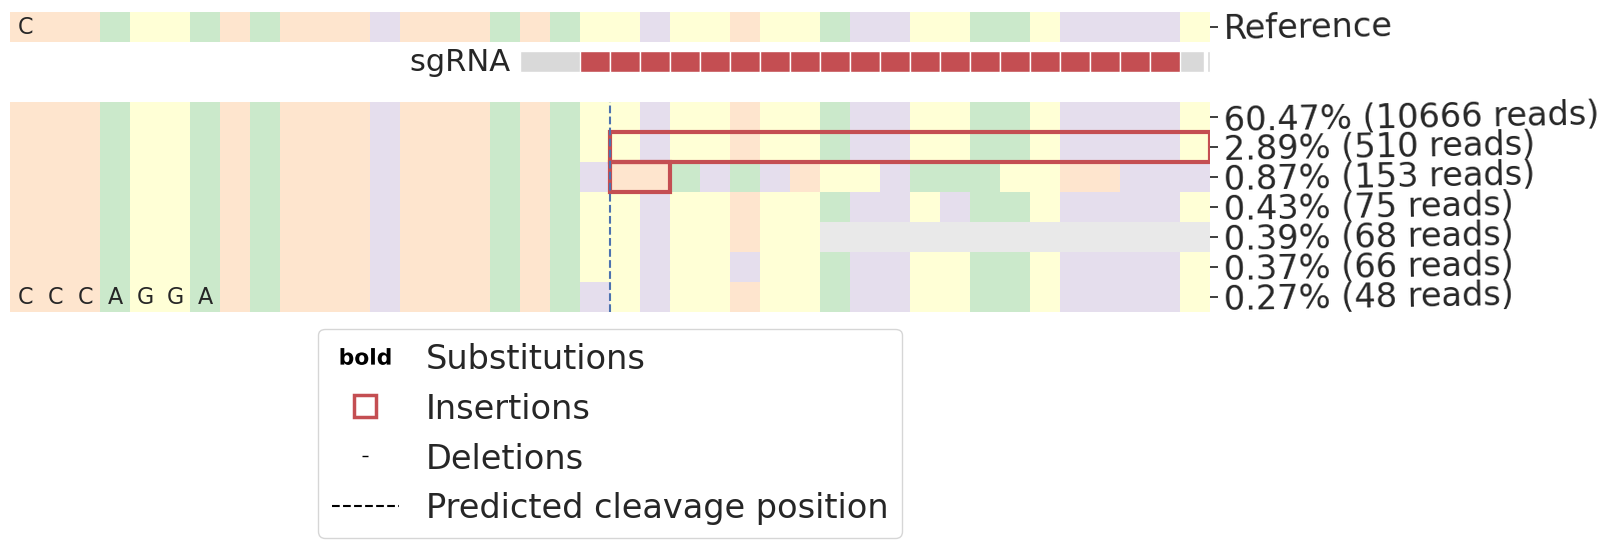 C Reference
sgRNA
60.47% (10666 reads)
2.89% (510 reads)
0.87% (153 reads)
0.43% (75 reads)
0.39% (68 reads)
0.37% (66 reads)
C C C A G G A 0.27% (48 reads)
bold Substitutions
Insertions
- Deletions
Predicted cleavage position